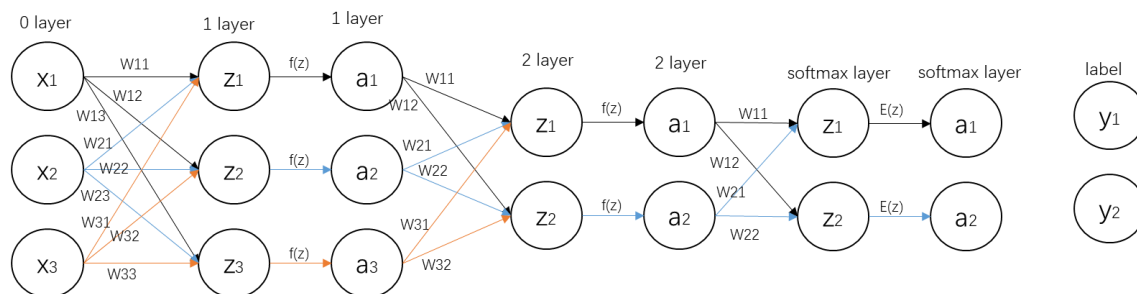 0 layer
1 layer
1 layer
2 layer
2 layer
softmax layer
softmax layer
label
x1
W11
z1
f(z)
a1
W11
W12
W13
W12
z1
f(z)
a1
W11
z1
E(z)
a1
y1
W21
W21
x2
W22
z2
f(z)
a2
W22
W12
W23
W21
W31
W31
z2
f(z)
a2
z2
E(z)
a2
y2
W32
W22
x3
W33
z3
f(z)
a3
W32